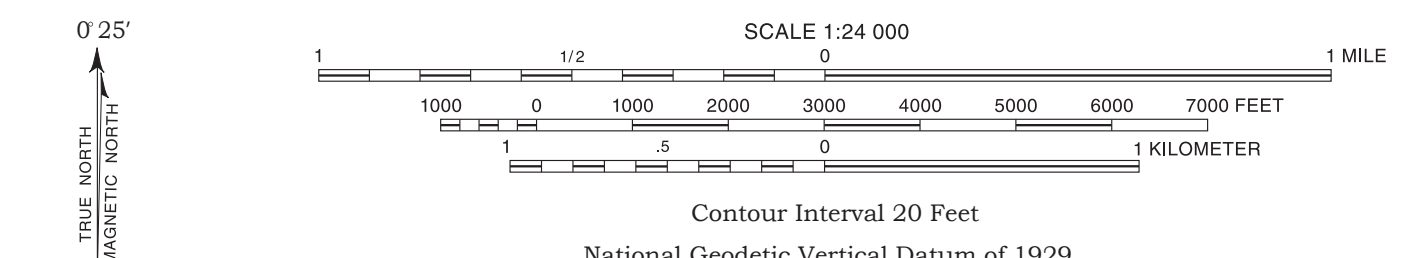 0° 25′
SCALE 1:24 000
1 1/2 0 1 MILE
1000 0 1000 2000 3000 4000 5000 6000 7000 FEET
1 .5 0 1 KILOMETER
TRUE NORTH
MAGNETIC NORTH
Contour Interval 20 Feet
National Geodetic Vertical Datum of 1929